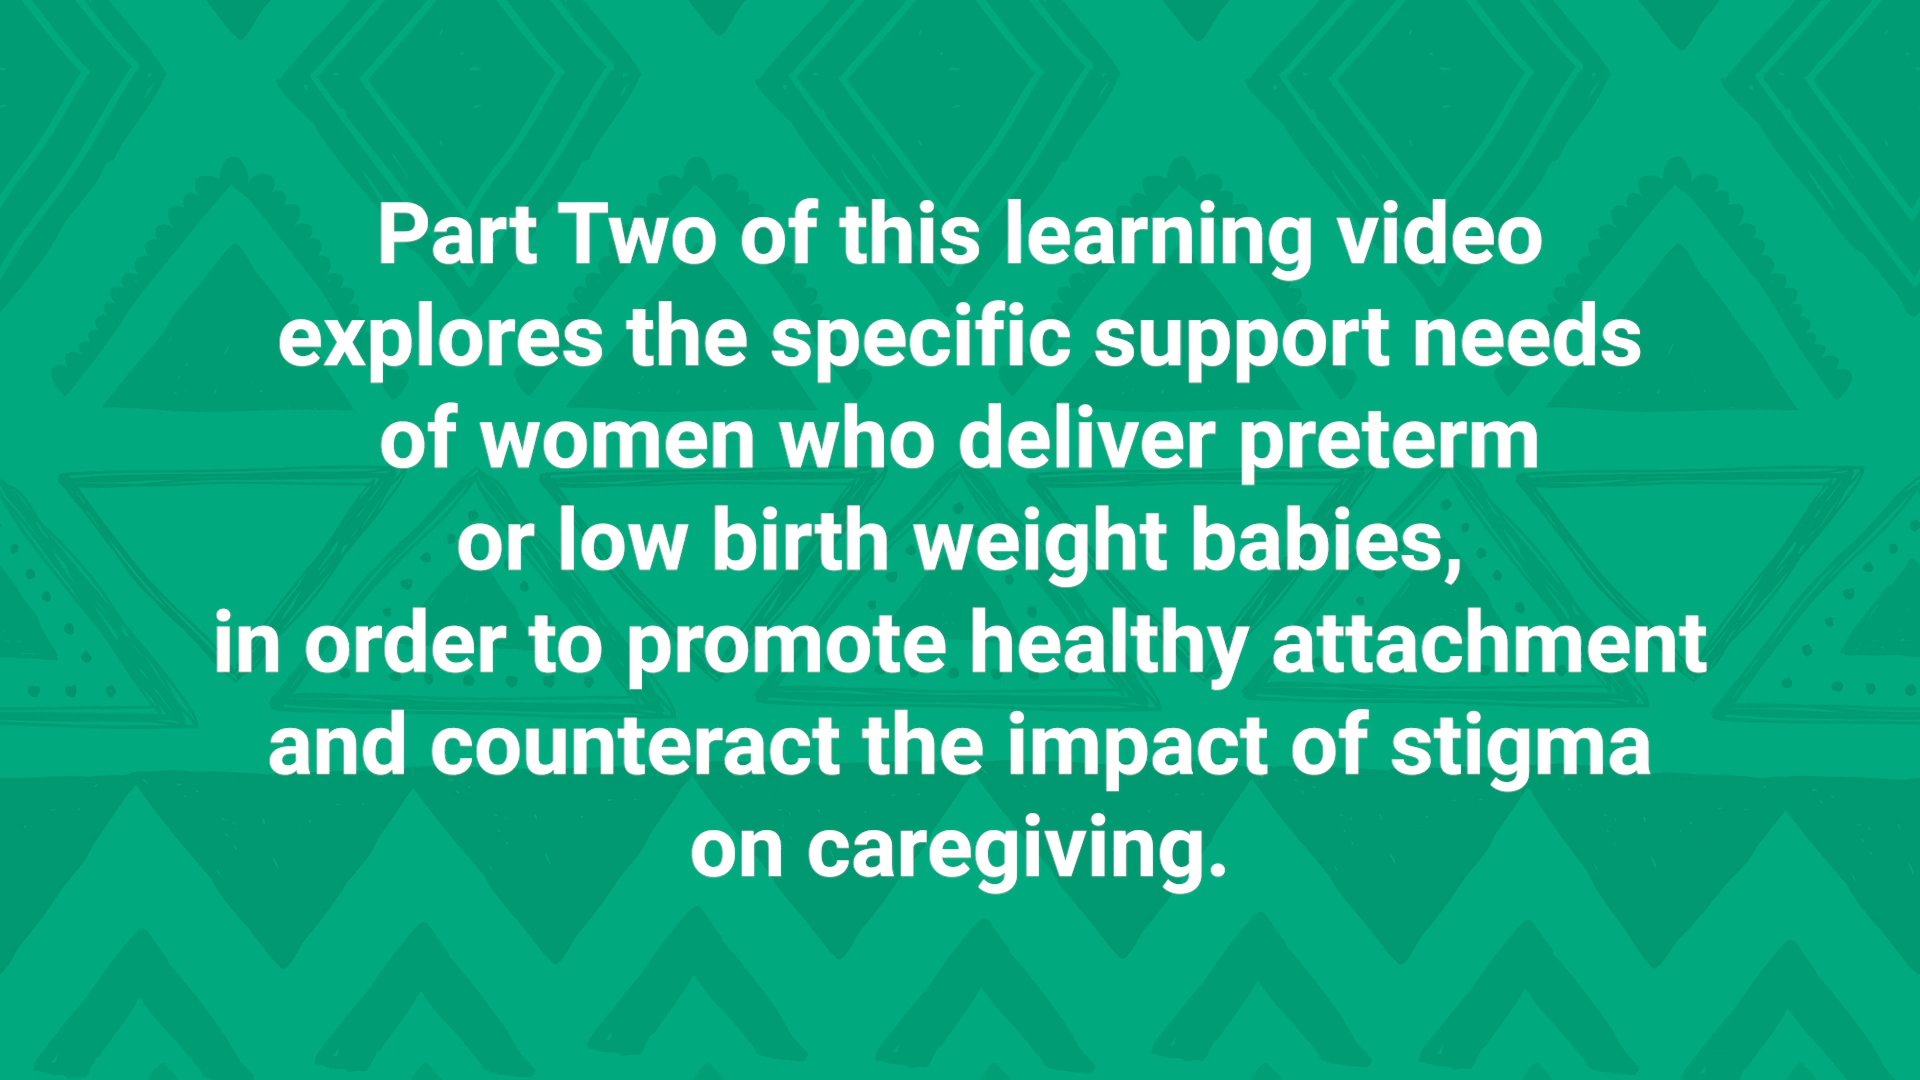 Part Two of this learning video
explores the specific support needs
of women who deliver preterm
or low birth weight babies,
in order to promote healthy attachment
and counteract the impact of stigma
on caregiving.